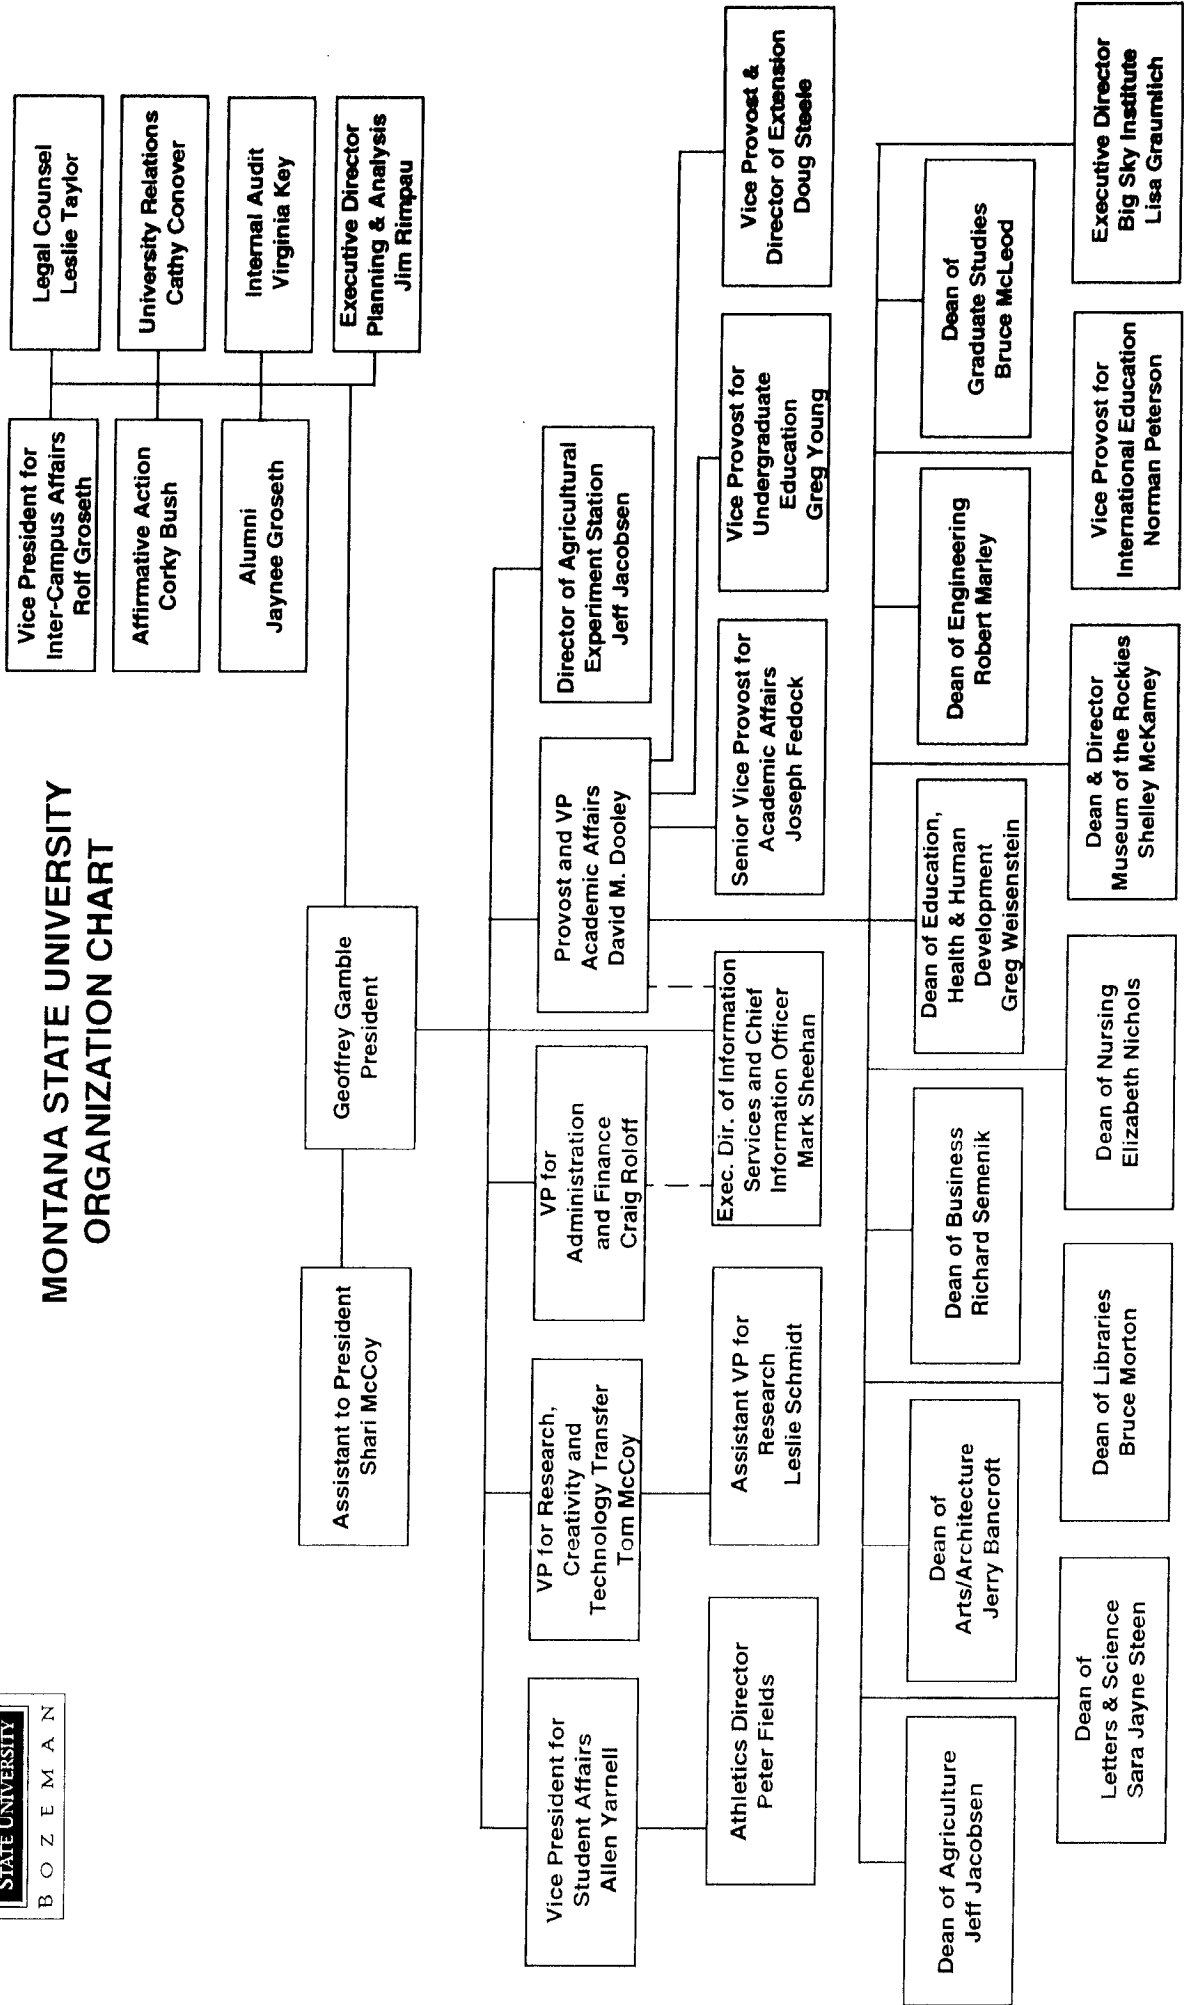 STATE UNIVERSITY
BOZEMAN
MONTANA STATE UNIVERSITY
ORGANIZATION CHART
Vice President for
Inter-Campus Affairs
Rolf Groseth
Legal Counsel
Leslie Taylor
Affirmative Action
Corky Bush
University Relations
Cathy Conover
Alumni
Jaynee Groseth
Internal Audit
Virginia Key
Executive Director
Planning & Analysis
Jim Rimpau
Assistant to President
Shari McCoy
Geoffrey Gamble
President
Vice President for
Student Affairs
Allen Yarnell
VP for Research,
Creativity and
Technology Transfer
Tom McCoy
VP for
Administration
and Finance
Craig Roloff
Provost and VP
Academic Affairs
David M. Dooley
Director of Agricultural
Experiment Station
Jeff Jacobsen
Athletics Director
Peter Fields
Assistant VP for
Research
Leslie Schmidt
Exec. Dir. of Information
Services and Chief
Information Officer
Mark Sheehan
Senior Vice Provost for
Academic Affairs
Joseph Fedock
Vice Provost for
Undergraduate
Education
Greg Young
Vice Provost &
Director of Extension
Doug Steele
Dean of Agriculture
Jeff Jacobsen
Dean of
Arts/Architecture
Jerry Bancroft
Dean of Business
Richard Semenik
Dean of Education,
Health & Human
Development
Greg Weisenstein
Dean of Engineering
Robert Marley
Dean of
Graduate Studies
Bruce McLeod
Dean of
Letters & Science
Sara Jayne Steen
Dean of Libraries
Bruce Morton
Dean of Nursing
Elizabeth Nichols
Dean & Director
Museum of the Rockies
Shelley McKamey
Vice Provost for
International Education
Norman Peterson
Executive Director
Big Sky Institute
Lisa Graumlich